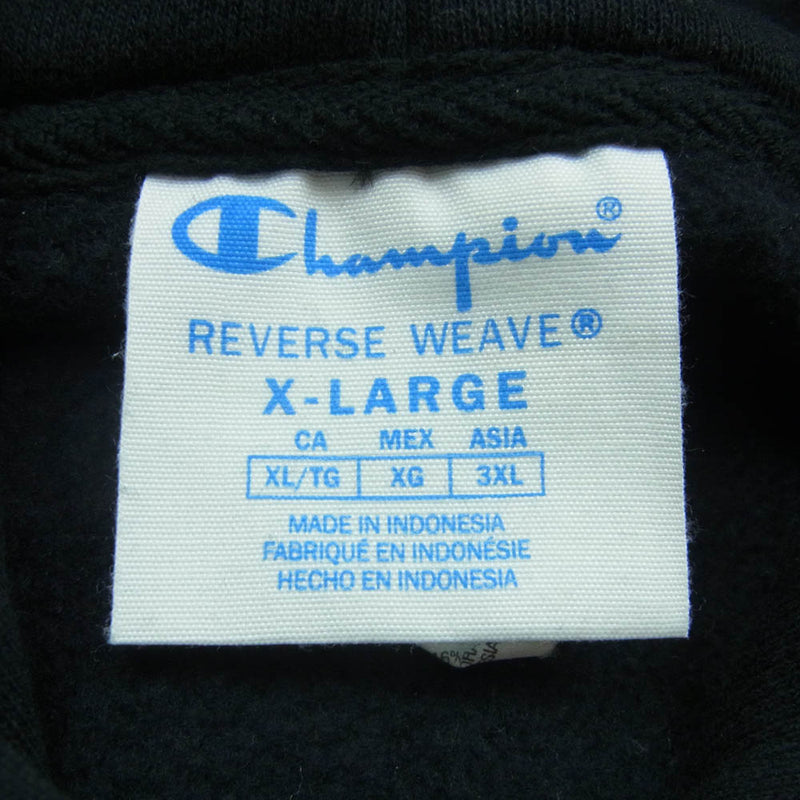 Champion®
REVERSE WEAVE®
X-LARGE
CA MEX ASIA
XL/TG XG 3XL
MADE IN INDONESIA
FABRIQUÉ EN INDONÉSIE
HECHO EN INDONESIA